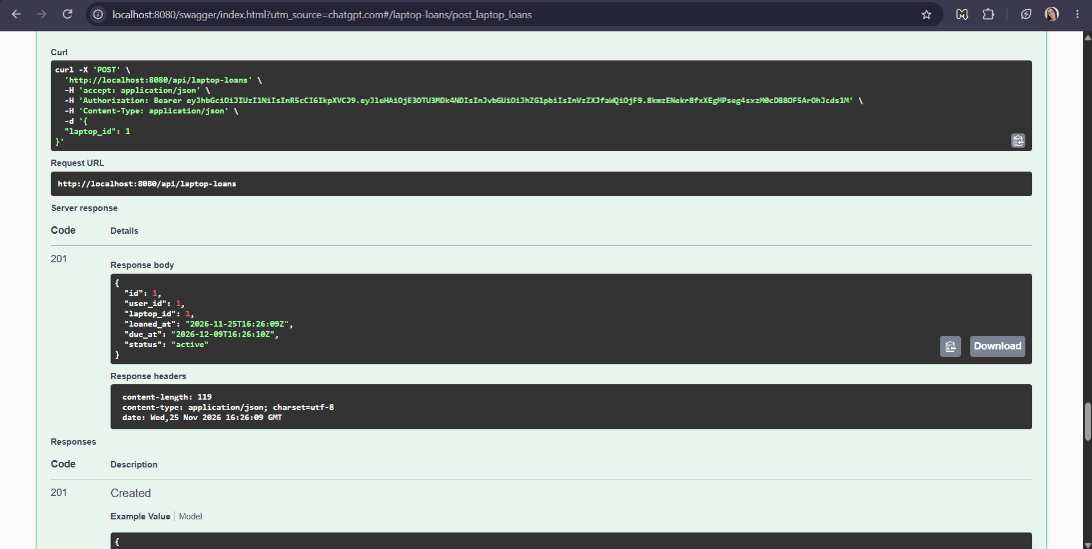 localhost:8080/swagger/index.html?utm_source=chatgpt.com#/laptop-loans/post_laptop_loans
Curl
curl -X 'POST' \
'http://localhost:8080/api/laptop-loans' \
-H 'accept: application/json' \
-H 'Authorization: Bearer \
-H 'Content-Type: application/json' \
-d '{
"laptop_id": 1
}'
Request URL
http://localhost:8080/api/laptop-loans
Server response
Code Details
201
Response body
{
"id": 1,
"user_id": 1,
"laptop_id": 1,
"loaned_at": "2026-11-25T16:26:09Z",
"due_at": "2026-12-09T16:26:10Z",
"status": "active"
}
Download
Response headers
content-length: 119
content-type: application/json; charset=utf-8
date: Wed,25 Nov 2026 16:26:09 GMT
Responses
Code Description
201 Created
Example Value Model
{